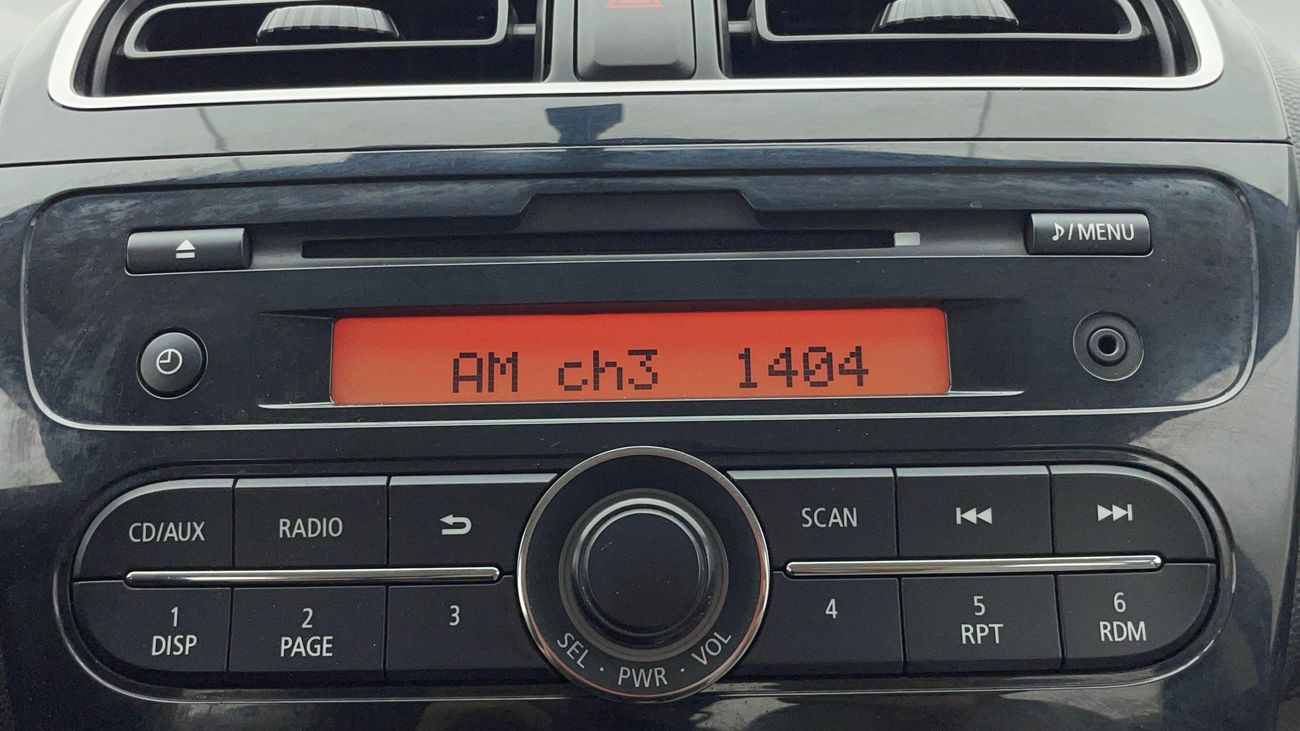 ♪/MENU
AM ch3 1404
CD/AUX
RADIO
SCAN
1
DISP
2
PAGE
3
4
5
RPT
6
RDM
SEL · PWR · VOL